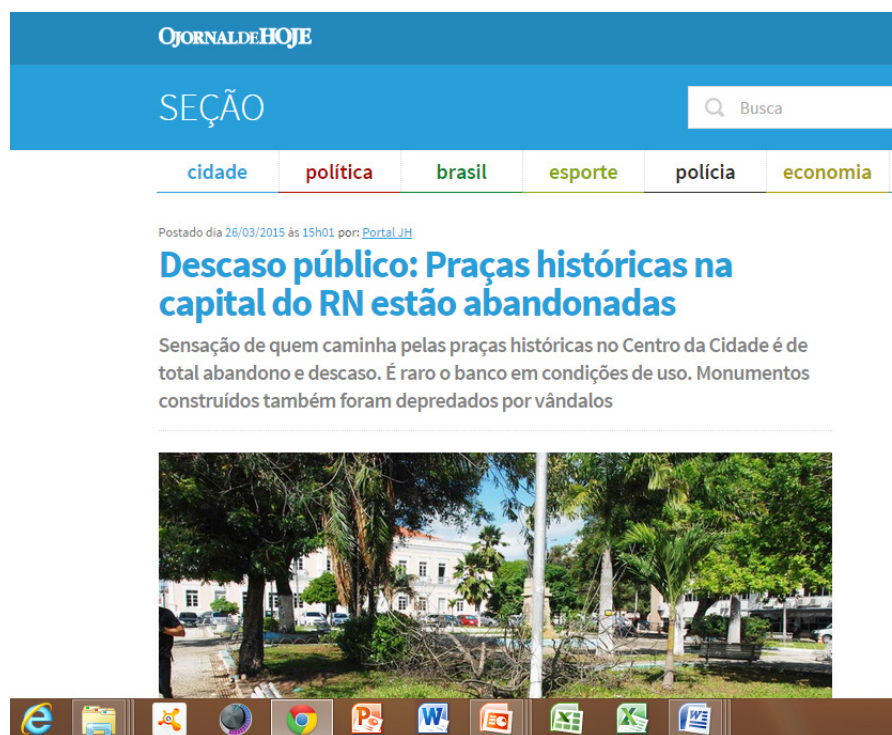 OJORNALDEHOJE
SEÇÃO
Busca
cidade política brasil esporte polícia economia
Postado dia 26/03/2015 às 15h01 por: Portal JH
Descaso público: Praças históricas na
capital do RN estão abandonadas
Sensação de quem caminha pelas praças históricas no Centro da Cidade é de
total abandono e descaso. É raro o banco em condições de uso. Monumentos
construídos também foram depredados por vândalos